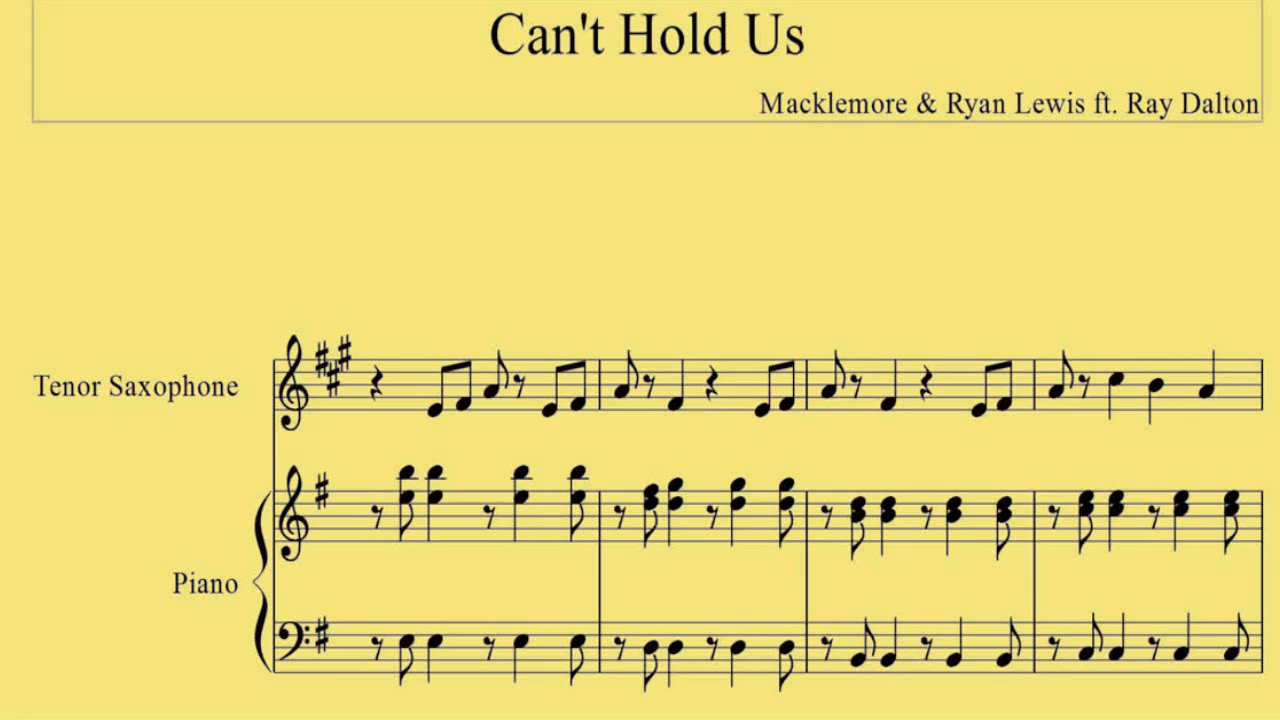 Can't Hold Us
Macklemore & Ryan Lewis ft. Ray Dalton
Tenor Saxophone
Piano